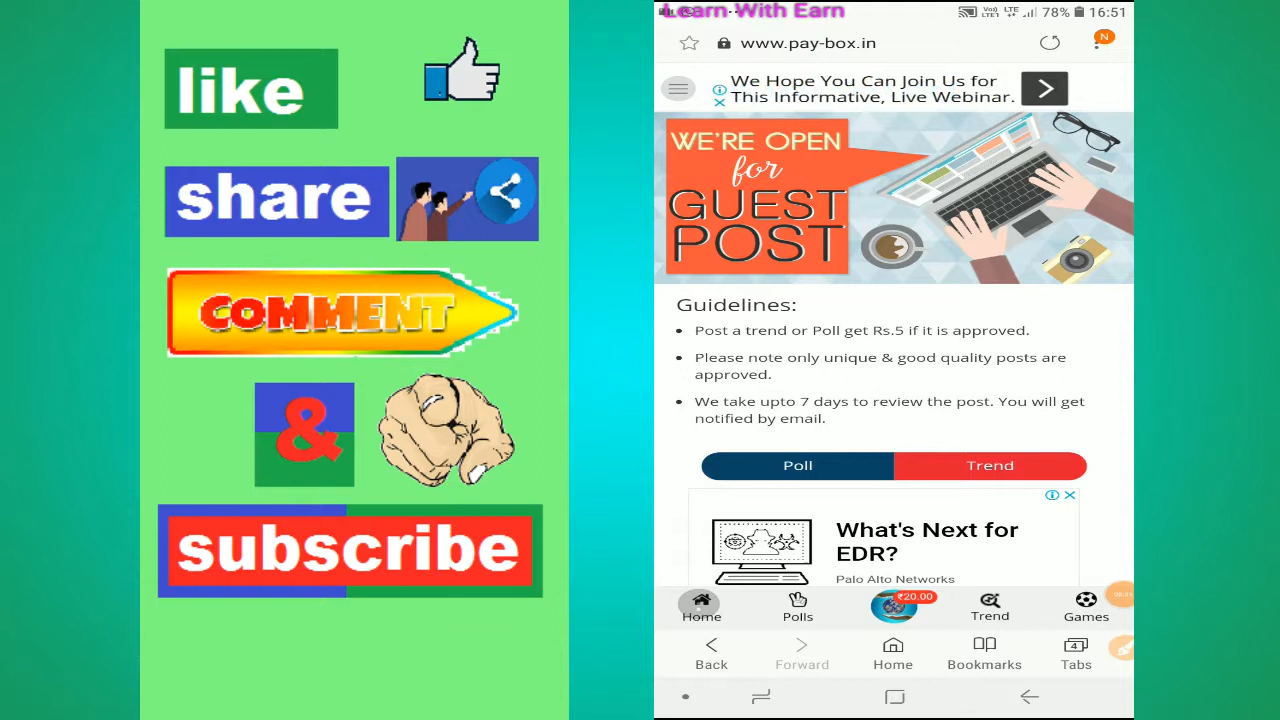 like
share
COMMENT
&
subscribe
Learn With Earn
Vo)) LTE1 LTE 78% 16:51
www.pay-box.in
N
We Hope You Can Join Us for
This Informative, Live Webinar.
WE'RE OPEN
for
GUEST
POST
Guidelines:
Post a trend or Poll get Rs.5 if it is approved.
Please note only unique & good quality posts are
approved.
We take upto 7 days to review the post. You will get
notified by email.
Poll Trend
What's Next for
EDR?
Palo Alto Networks
₹20.00
Home Polls Trend Games
4
Back Forward Home Bookmarks Tabs